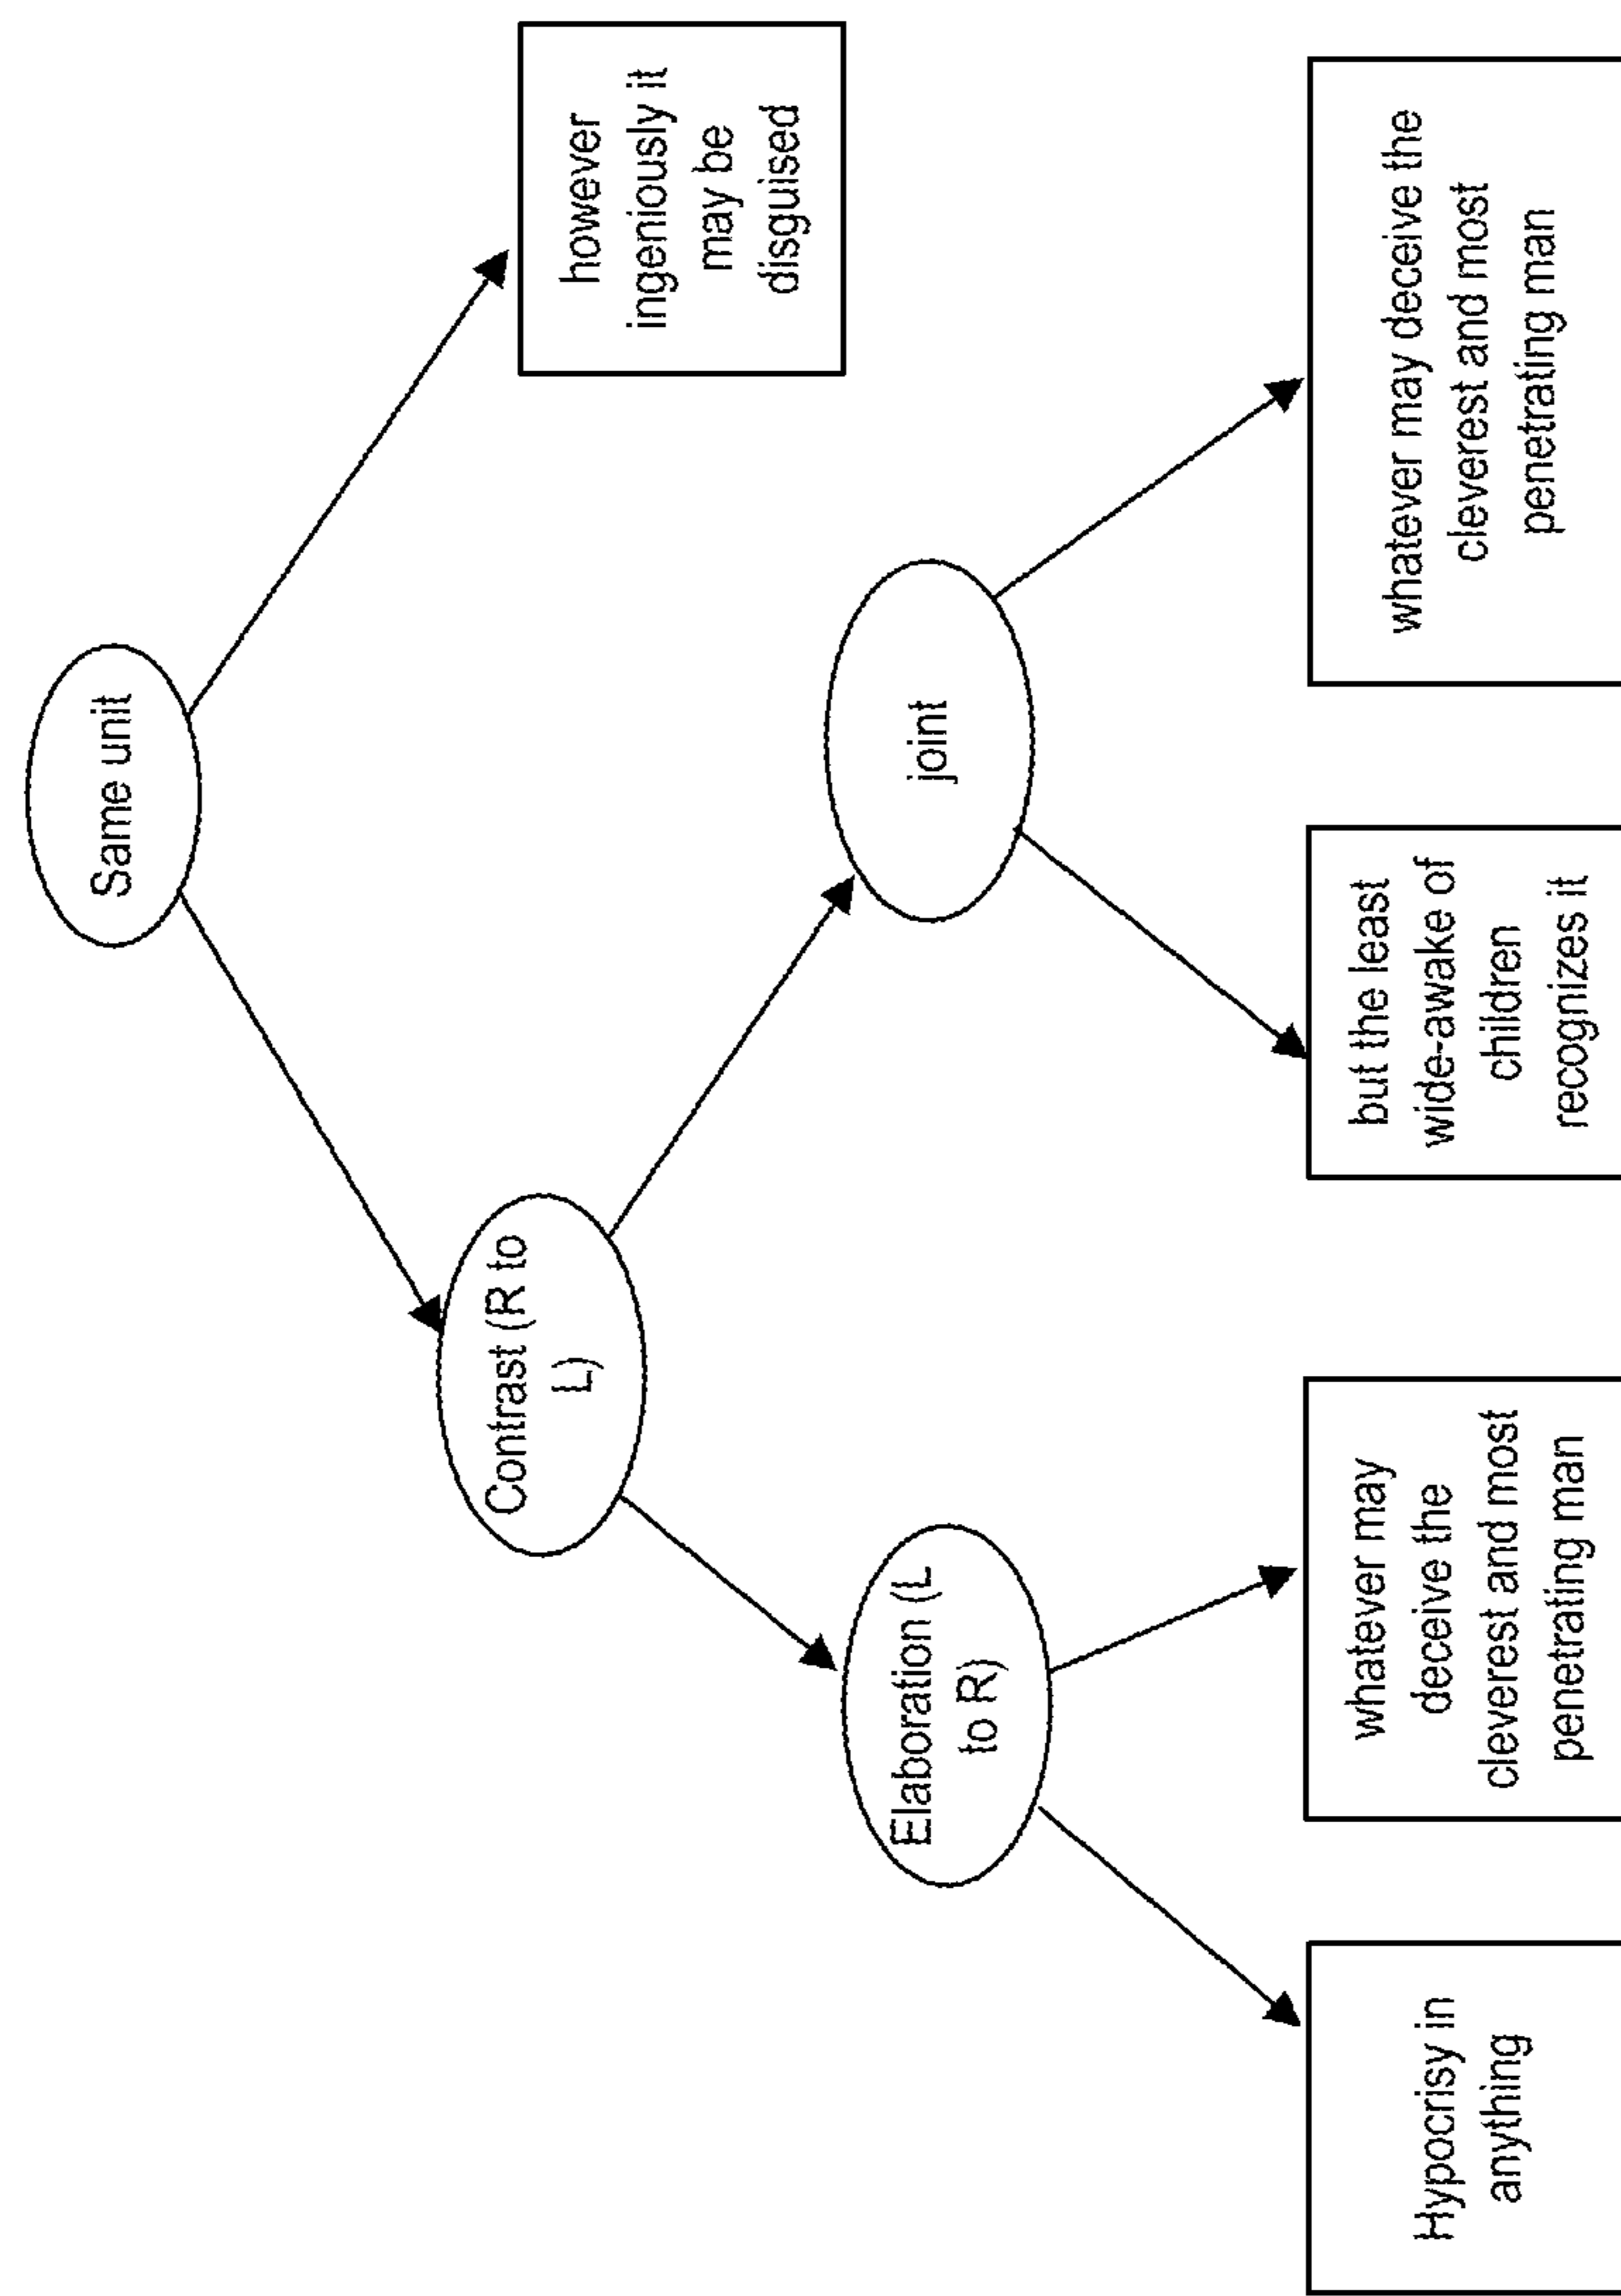 Same unit
Contrast (R to
L)
however
ingeniously it
may be
disguised
Elaboration (L
to R)
joint
Hypocrisy in
anything
whatever may
deceive the
cleverest and most
penetrating man
but the least
wide-awake of
children
recognizes it
whatever may deceive the
cleverest and most
penetrating man